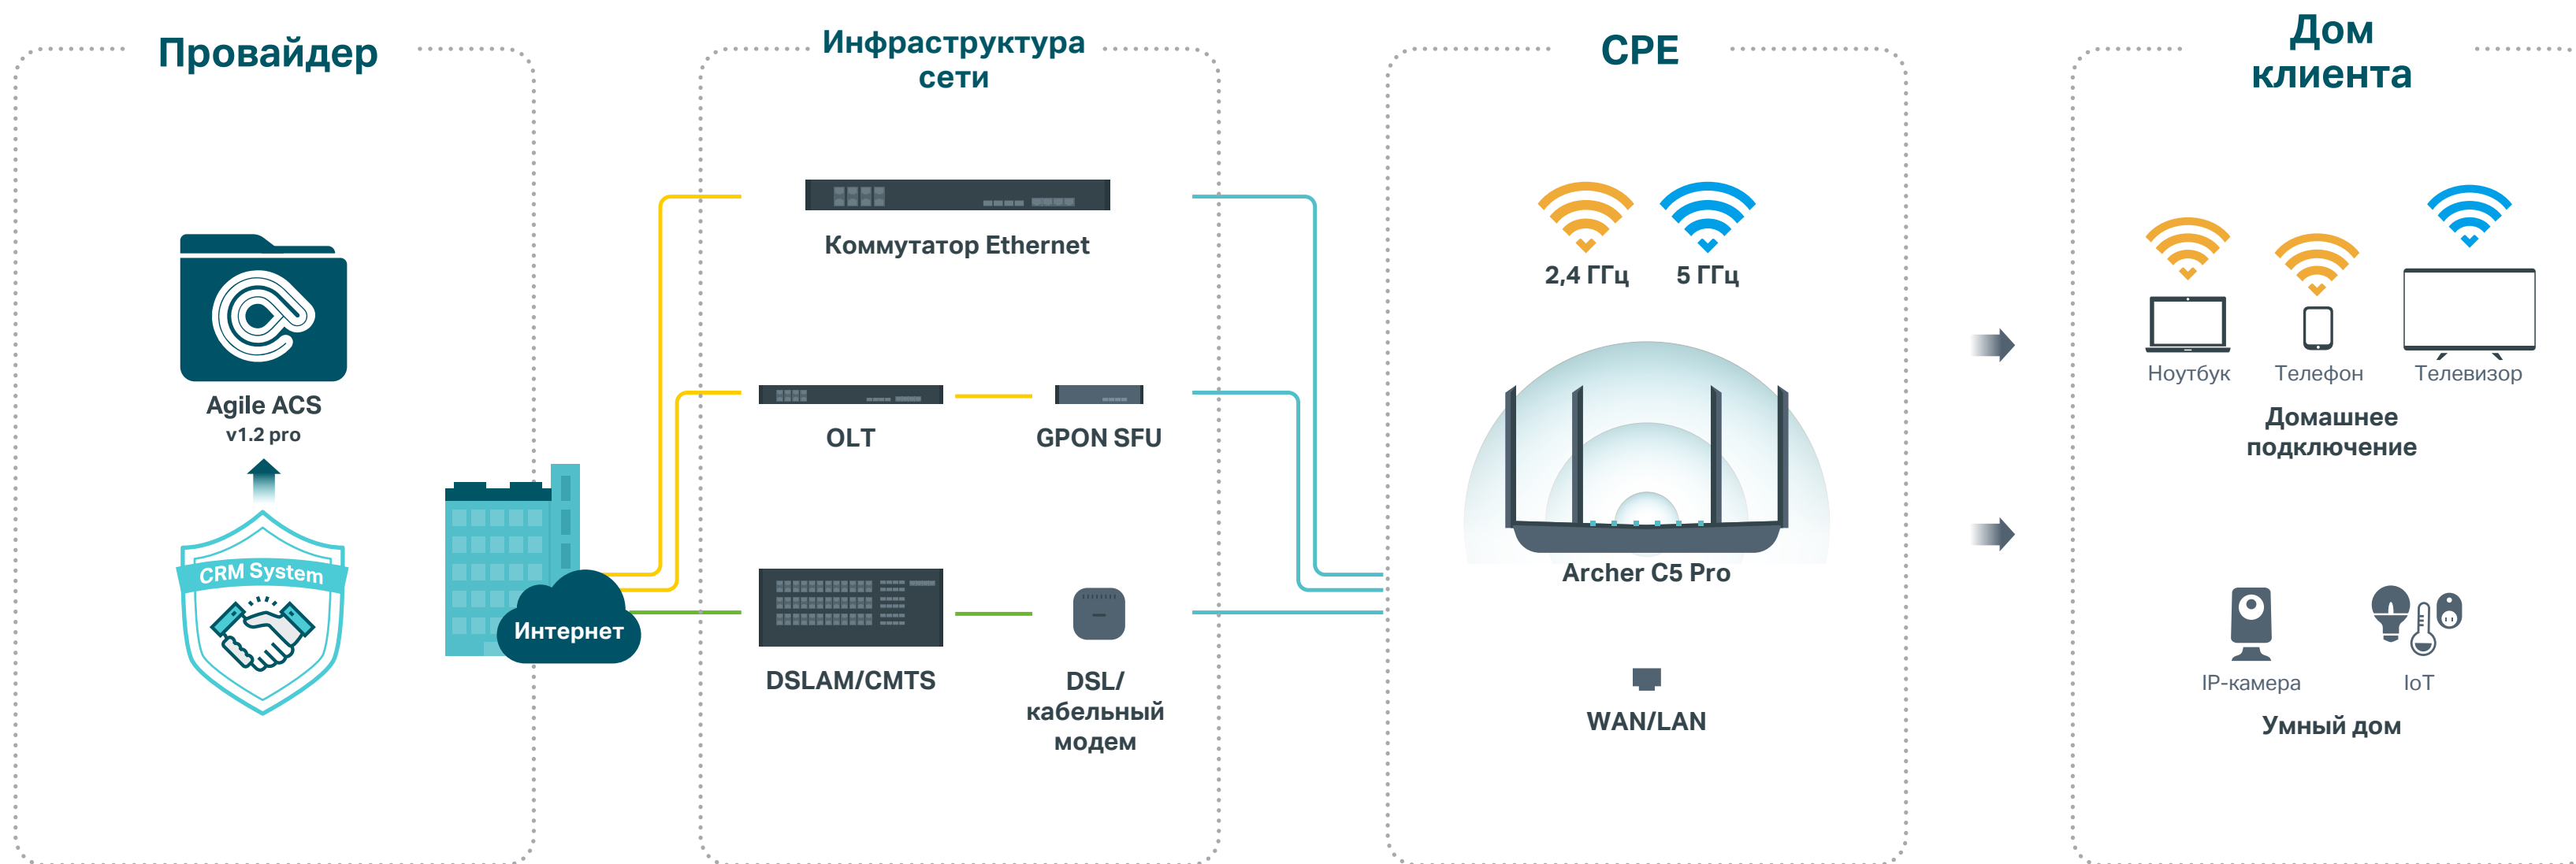 Провайдер
Agile ACS
v1.2 pro
CRM System
Интернет
Инфраструктура
сети
Коммутатор Ethernet
OLT
GPON SFU
DSLAM/CMTS
DSL/
кабельный
модем
CPE
2,4 ГГц
5 ГГц
Archer C5 Pro
WAN/LAN
Дом
клиента
Ноутбук
Телефон
Телевизор
Домашнее
подключение
IP-камера
IoT
Умный дом